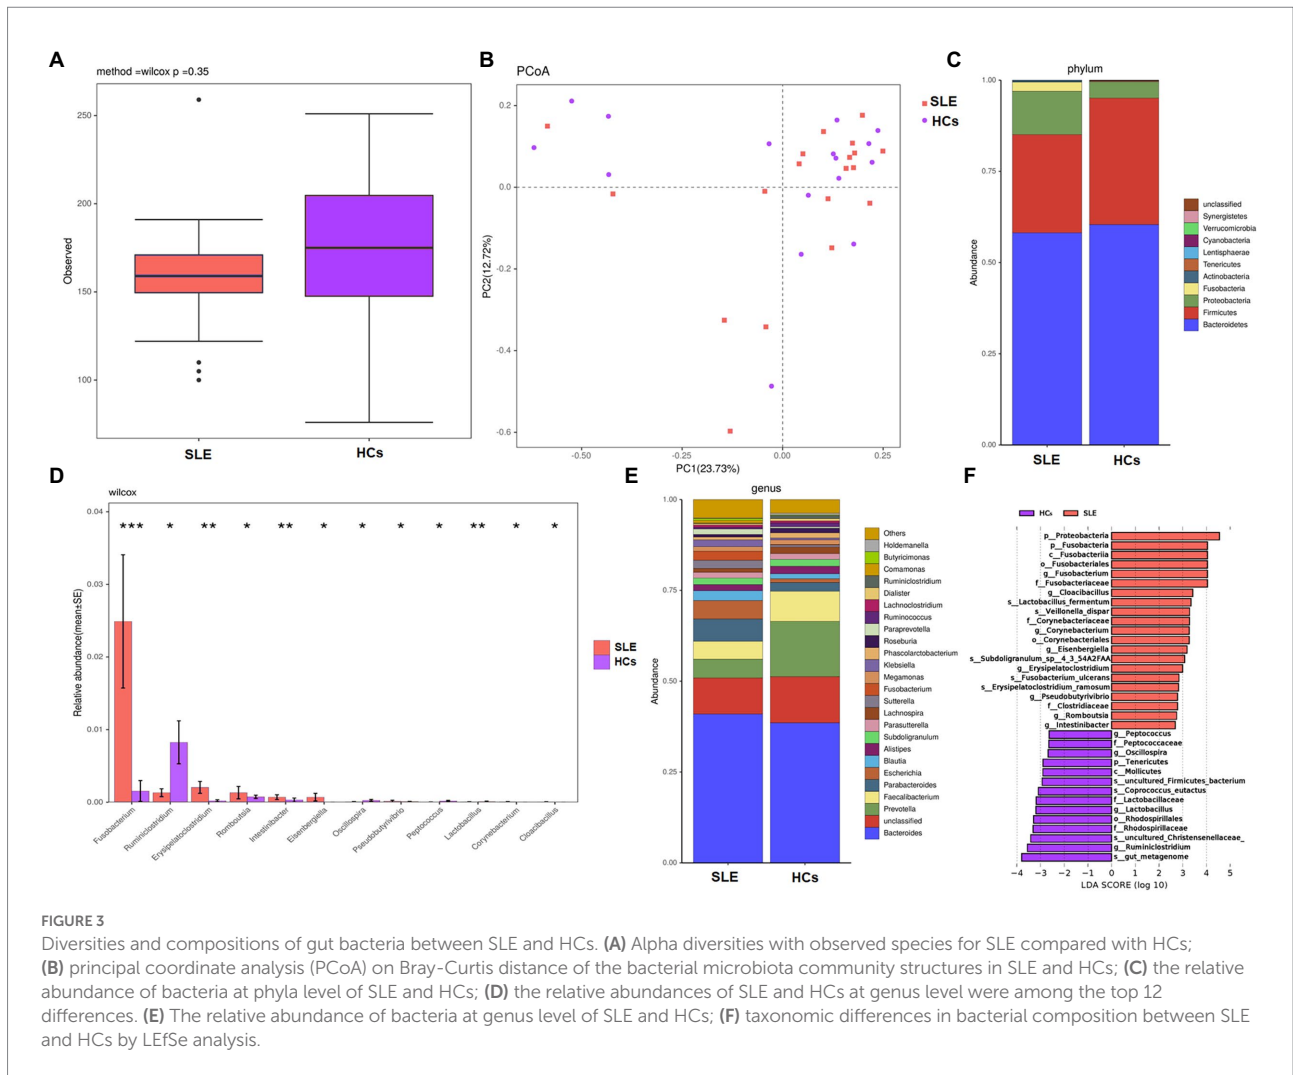 A
method =wilcox p =0.35
Observed
250
200
150
100
SLE
HCs
B
PCoA
PC2(12.72%)
0.2
0.0
-0.2
-0.4
-0.6
-0.50
-0.25
0.00
0.25
PC1(23.73%)
SLE
HCs
C
phylum
Abundance
1.00
0.75
0.50
0.25
0.00
SLE
HCs
unclassified
Synergistetes
Verrucomicrobia
Cyanobacteria
Lentisphaerae
Tenericutes
Actinobacteria
Fusobacteria
Proteobacteria
Firmicutes
Bacteroidetes
D
wilcox
Relative abundance(mean±SE)
0.04
0.03
0.02
0.01
0.00
*** * ** * ** * * * * ** * *
Fusobacterium
Ruminiclostridium
Erysipelatoclostridium
Romboutsia
Intestinibacter
Eisenbergiella
Oscillospira
Pseudobutyrivibrio
Peptococcus
Lactobacillus
Corynebacterium
Cloacibacillus
SLE
HCs
E
genus
Abundance
1.00
0.75
0.50
0.25
0.00
SLE
HCs
Others
Holdemanella
Butyricimonas
Comamonas
Ruminiclostridium
Dialister
Lachnoclostridium
Ruminococcus
Paraprevotella
Roseburia
Phascolarctobacterium
Klebsiella
Megamonas
Fusobacterium
Sutterella
Lachnospira
Parasutterella
Subdoligranulum
Alistipes
Blautia
Escherichia
Parabacteroides
Faecalibacterium
Prevotella
unclassified
Bacteroides
F
HCs
SLE
p__Proteobacteria
p__Fusobacteria
c__Fusobacteriia
o__Fusobacteriales
g__Fusobacterium
f__Fusobacteriaceae
g__Cloacibacillus
s__Lactobacillus_fermentum
s__Veillonella_dispar
f__Corynebacteriaceae
g__Corynebacterium
o__Corynebacteriales
g__Eisenbergiella
s__Subdoligranulum_sp__4_3_54A2FAA
g__Erysipelatoclostridium
s__Fusobacterium_ulcerans
s__Erysipelatoclostridium_ramosum
g__Pseudobutyrivibrio
f__Clostridiaceae
g__Romboutsia
g__Intestinibacter
g__Peptococcus
f__Peptococcaceae
g__Oscillospira
p__Tenericutes
c__Mollicutes
s__uncultured_Firmicutes_bacterium
s__Coprococcus_eutactus
f__Lactobacillaceae
g__Lactobacillus
o__Rhodospirillales
f__Rhodospirillaceae
s__uncultured_Christensenellaceae_
g__Ruminiclostridium
s__gut_metagenome
−4 −3 −2 −1 0 1 2 3 4 5
LDA SCORE (log 10)
FIGURE 3
Diversities and compositions of gut bacteria between SLE and HCs. (A) Alpha diversities with observed species for SLE compared with HCs;
(B) principal coordinate analysis (PCoA) on Bray-Curtis distance of the bacterial microbiota community structures in SLE and HCs; (C) the relative
abundance of bacteria at phyla level of SLE and HCs; (D) the relative abundances of SLE and HCs at genus level were among the top 12
differences. (E) The relative abundance of bacteria at genus level of SLE and HCs; (F) taxonomic differences in bacterial composition between SLE
and HCs by LEfSe analysis.